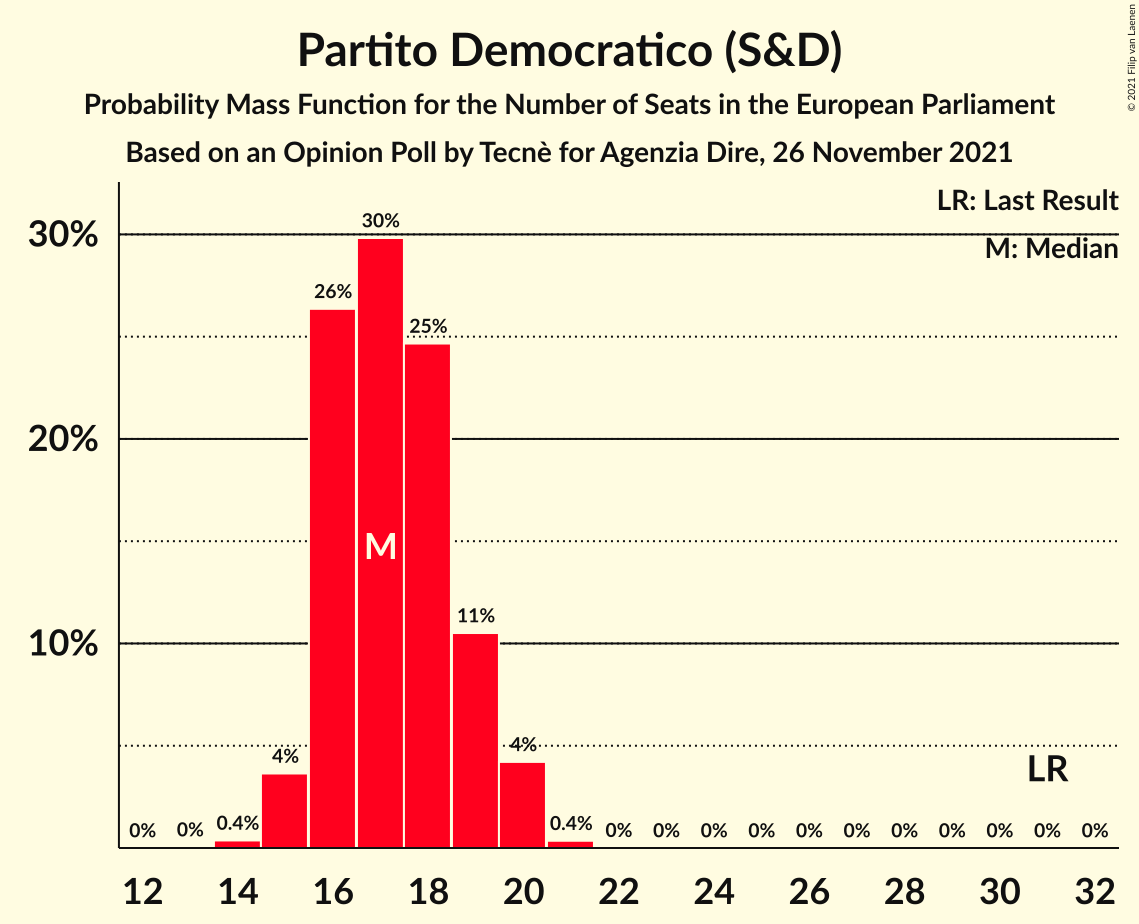 Partito Democratico (S&D)
Probability Mass Function for the Number of Seats in the European Parliament
Based on an Opinion Poll by Tecnè for Agenzia Dire, 26 November 2021
© 2021 Filip van Laenen
LR: Last Result
M: Median
30%
20%
10%
0% 0% 0.4% 4% 26% 30% 25% 11% 4% 0.4% 0% 0% 0% 0% 0% 0% 0% 0% 0% 0% 0%
M
LR
12 14 16 18 20 22 24 26 28 30 32